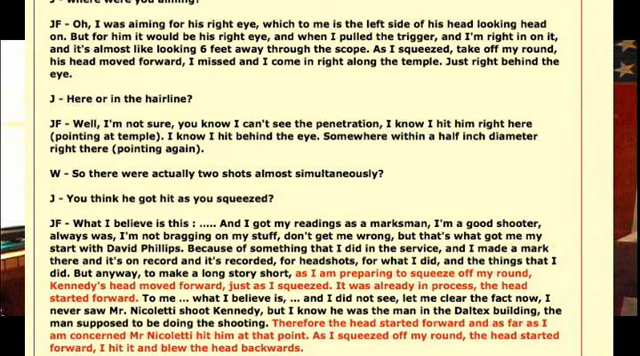 J - Where were you aiming?
JF - Oh, I was aiming for his right eye, which to me is the left side of his head looking head
on. But for him it would be his right eye, and when I pulled the trigger, and I'm right in on it,
and it's almost like looking 6 feet away through the scope. As I squeezed, take off my round,
his head moved forward, I missed and I come in right along the temple. Just right behind the
eye.
J - Here or in the hairline?
JF - Well, I'm not sure, you know I can't see the penetration, I know I hit him right here
(pointing at temple). I know I hit behind the eye. Somewhere within a half inch diameter
right there (pointing again).
W - So there were actually two shots almost simultaneously?
J - You think he got hit as you squeezed?
JF - What I believe is this : ..... And I got my readings as a marksman, I'm a good shooter,
always was, I'm not bragging on my stuff, don't get me wrong, but that's what got me my
start with David Phillips. Because of something that I did in the service, and I made a mark
there and it's on record and it's recorded, for headshots, for what I did, and the things that I
did. But anyway, to make a long story short, as I am preparing to squeeze off my round,
Kennedy's head moved forward, just as I squeezed. It was already in process, the head
started forward. To me ... what I believe is, ... and I did not see, let me clear the fact now, I
never saw Mr. Nicoletti shoot Kennedy, but I know he was the man in the Daltex building, the
man supposed to be doing the shooting. Therefore the head started forward and as far as I
am concerned Mr Nicoletti hit him at that point. As I squeezed off my round, the head started
forward, I hit it and blew the head backwards.